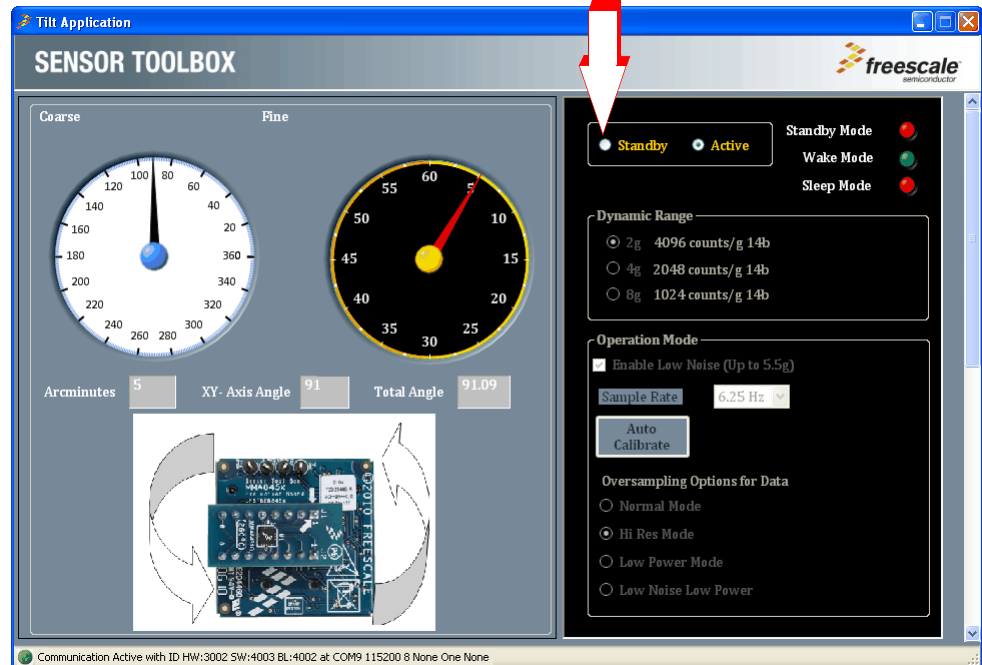 Tilt Application
SENSOR TOOLBOX
freescale
semiconductor
Coarse
Fine
20
40
60
80
100
120
140
160
180
200
220
240
260
280
300
320
340
360
60
5
10
15
20
25
30
35
40
45
50
55
Arcminutes 5
XY- Axis Angle 91
Total Angle 91.09
©2010 FREESCALE
Standby
Active
Standby Mode
Wake Mode
Sleep Mode
Dynamic Range
2g 4096 counts/g 14b
4g 2048 counts/g 14b
8g 1024 counts/g 14b
Operation Mode
Enable Low Noise (Up to 5.5g)
Sample Rate 6.25 Hz
Auto
Calibrate
Oversampling Options for Data
Normal Mode
Hi Res Mode
Low Power Mode
Low Noise Low Power
Communication Active with ID HW:3002 SW:4003 BL:4002 at COM9 115200 8 None One None